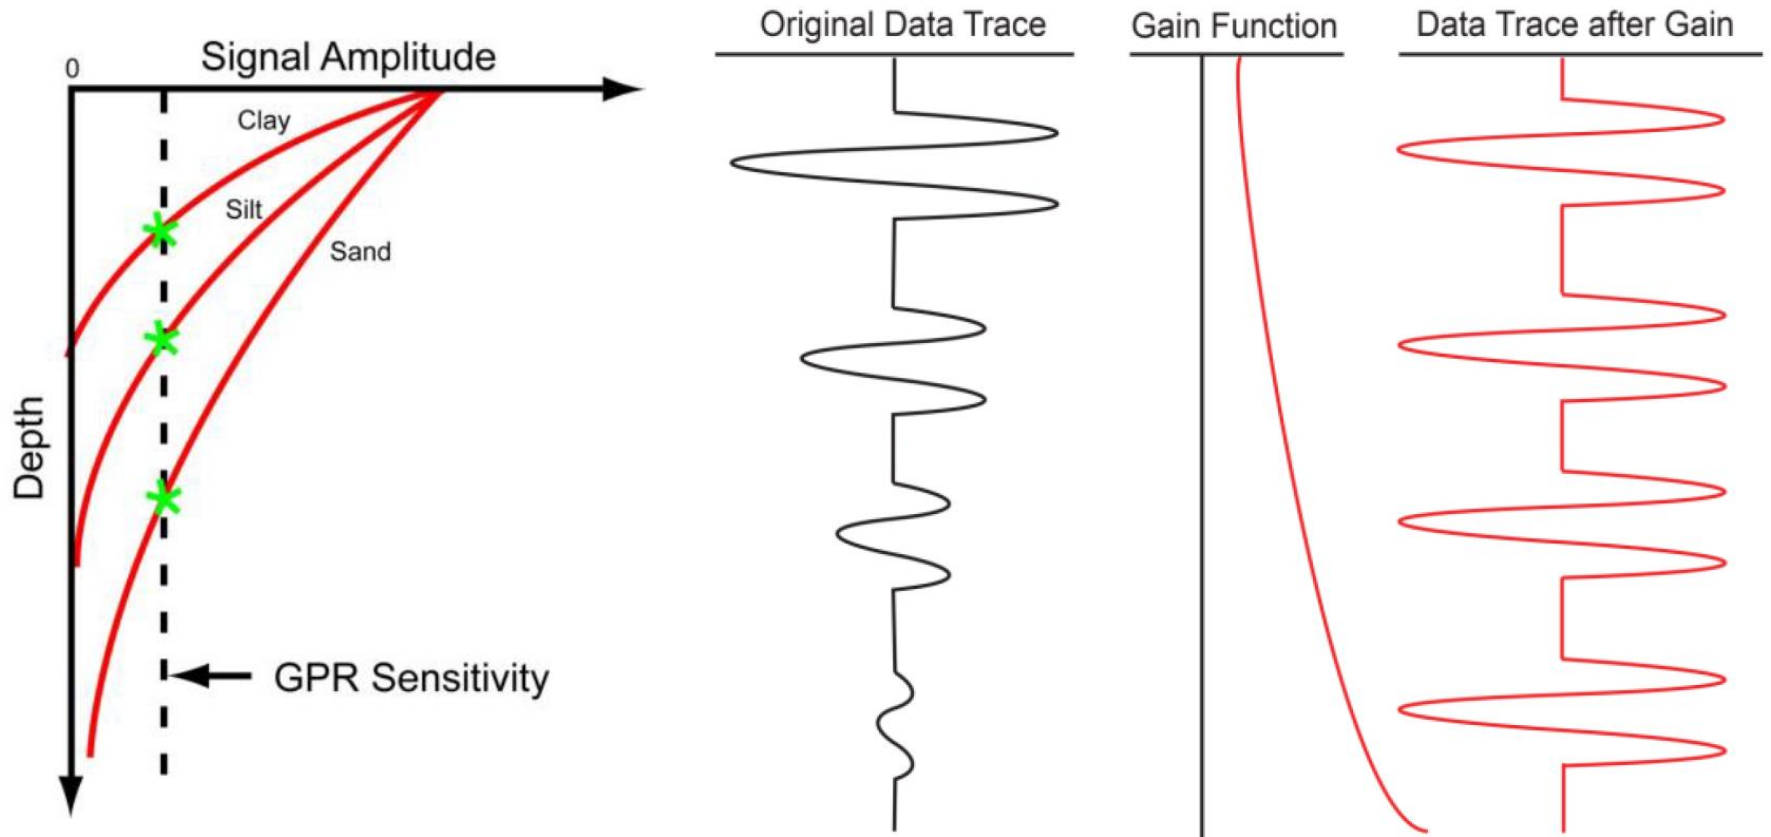 0
Signal Amplitude
Clay
Silt
Sand
Depth
GPR Sensitivity
Original Data Trace
Gain Function
Data Trace after Gain